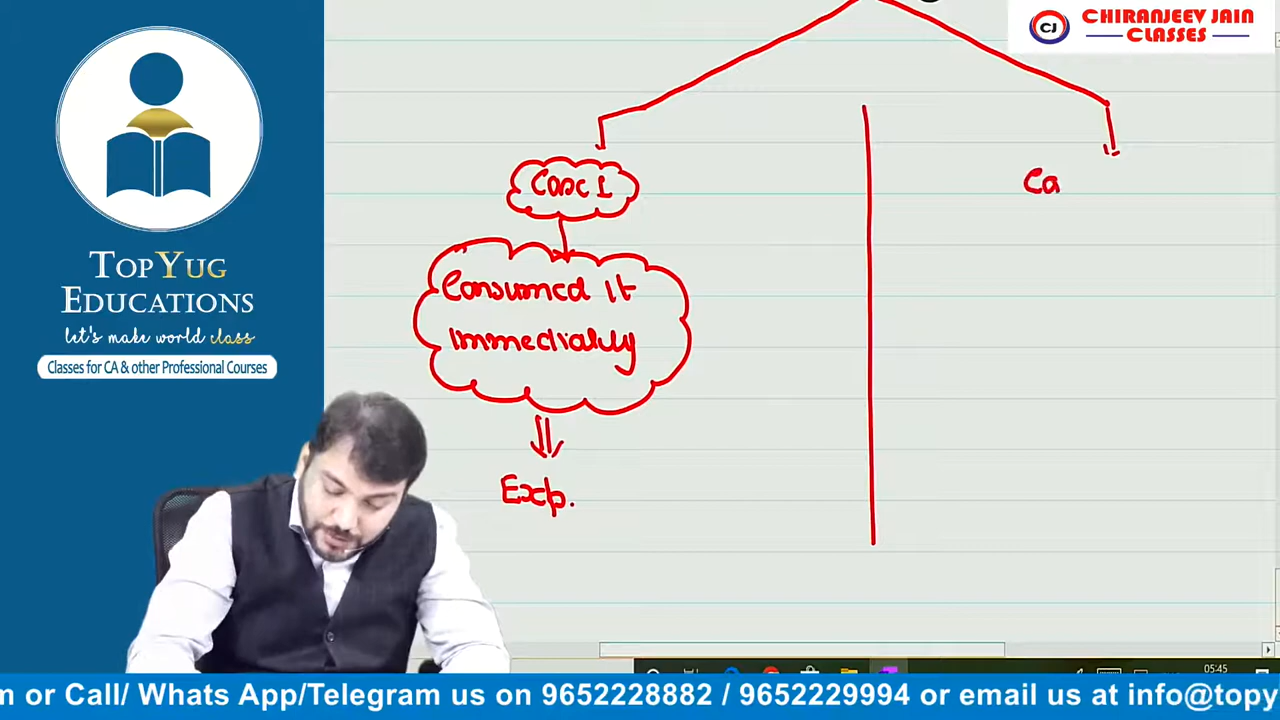 CHIRANJEEV JAIN
CJ
CLASSES
Case I
Ca
TOPYUG
EDUCATIONS
let's make world class
Classes for CA & other Professional Courses
Consumed it
immediately
Exp.
05:45
m or Call/ Whats App/Telegram us on 9652228882 / 9652229994 or email us at info@topy